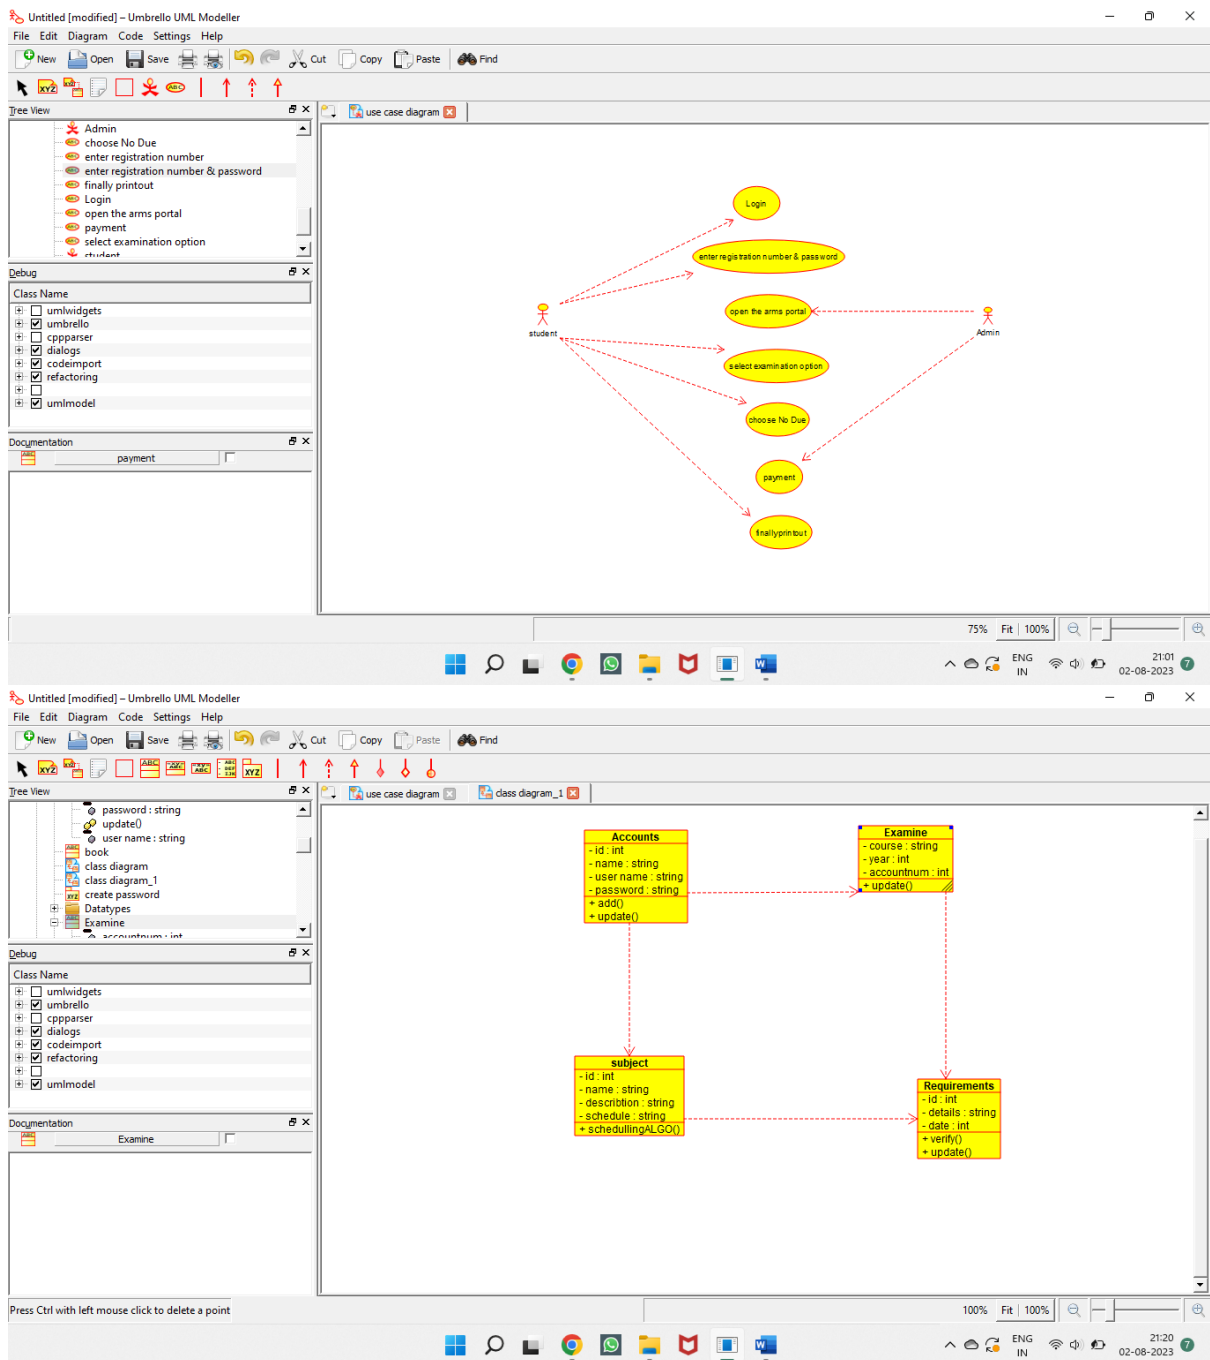 Untitled [modified] – Umbrello UML Modeller
File Edit Diagram Code Settings Help
New Open Save Cut Copy Paste Find
Tree View
use case diagram
Admin
choose No Due
enter registration number
enter registration number & password
finally printout
Login
open the arms portal
payment
select examination option
student
Debug
Class Name
umlwidgets
umbrello
cppparser
dialogs
codeimport
refactoring
umlmodel
Documentation
payment
Login
enter registration number & password
open the arms portal
student
Admin
select examination option
choose No Due
payment
finallyprintout
75% Fit 100%
ENG
IN
21:01
02-08-2023
7
Untitled [modified] – Umbrello UML Modeller
File Edit Diagram Code Settings Help
New Open Save Cut Copy Paste Find
Tree View
use case diagram class diagram_1
password : string
update()
user name : string
book
class diagram
class diagram_1
create password
Datatypes
Examine
accountnum : int
Debug
Class Name
umlwidgets
umbrello
cppparser
dialogs
codeimport
refactoring
umlmodel
Documentation
Examine
Accounts
- id : int
- name : string
- user name : string
- password : string
+ add()
+ update()
Examine
- course : string
- year : int
- accountnum : int
+ update()
subject
- id : int
- name : string
- describtion : string
- schedule : string
+ schedullingALGO()
Requirements
- id : int
- details : string
- date : int
+ verify()
+ update()
Press Ctrl with left mouse click to delete a point
100% Fit 100%
ENG
IN
21:20
02-08-2023
7